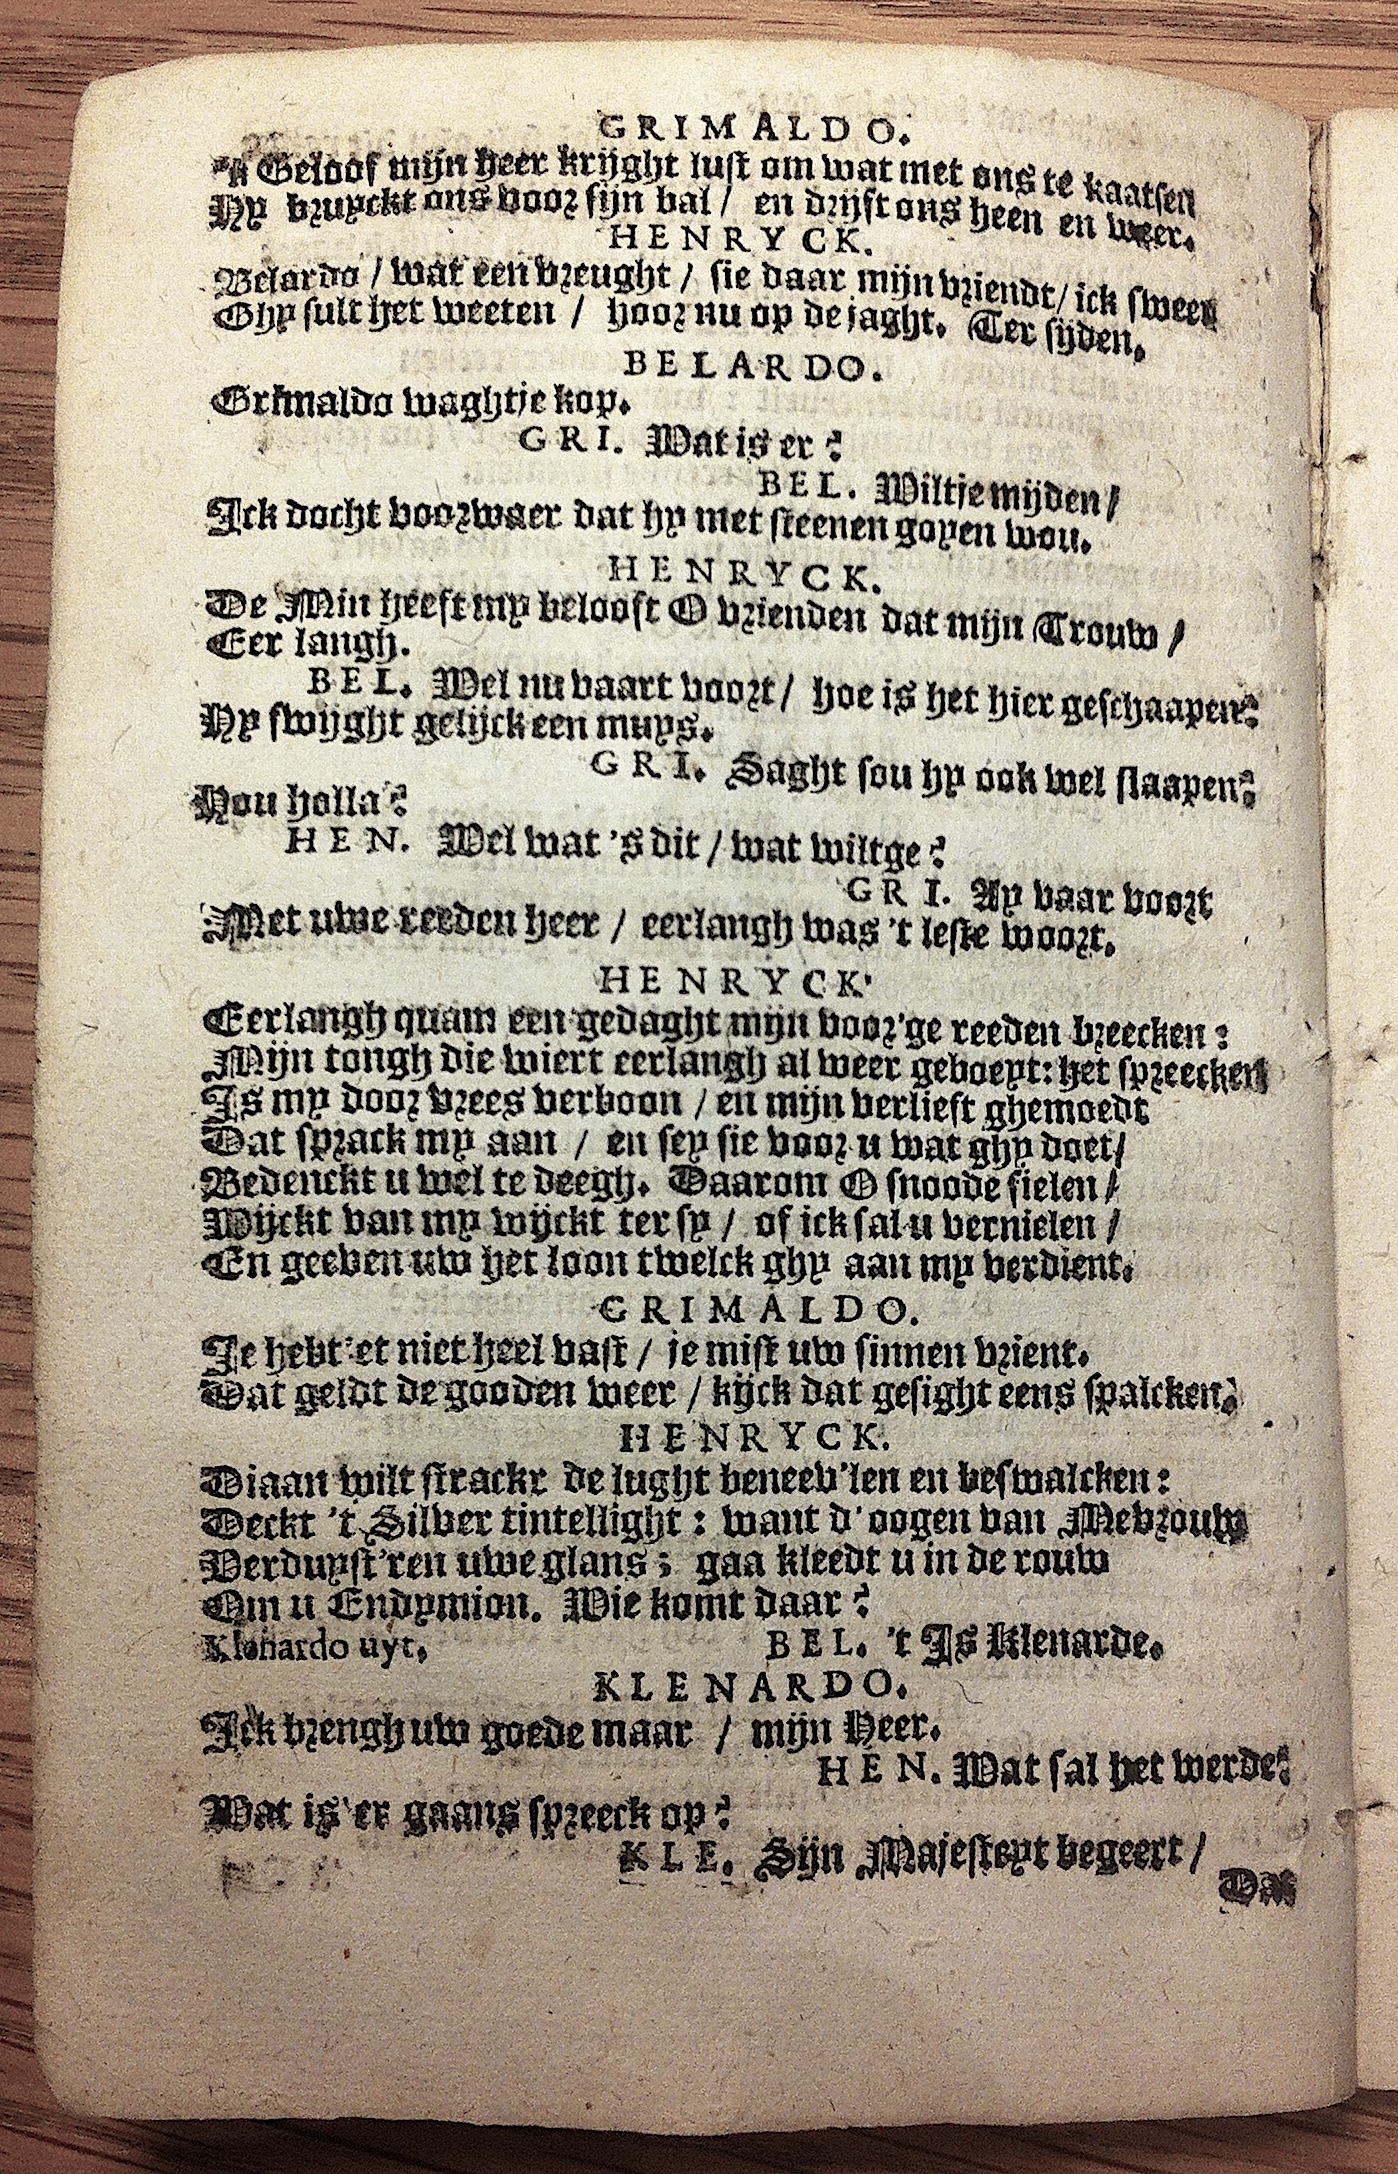 GRIMALDO.
'k Geloof mijn heer krijght lust om wat met ons te kaatsen
Hy bruyckt ons voor sijn bal / en drijft ons heen en weer.
HENRYCK.
Belardo / wat een vreught / sie daar mijn vriendt / ick sweer
Ghy sult het weeten / hoor nu op de jaght. Ter sijden.
BELARDO.
Grimaldo waghtje kop.
GRI. Wat is er?
BEL. Wiltje mijden /
Ick docht voorwaer dat hy met steenen goyen wou.
HENRYCK.
De Min heeft my belooft O vrienden dat mijn Trouw /
Eer langh.
BEL. Wel nu vaart voort / hoe is het hier geschaapen?
Hy swijght gelijck een muys.
GRI. Saght sou hy ook wel slaapen?
Hou holla?
HEN. Wel wat 's dit / wat wiltge?
GRI. Ay vaar voort
Met uwe reeden heer / eerlangh was 't leste woort.
HENRYCK.
Eerlangh quam een gedaght mijn voor'ge reeden breecken:
Mijn tongh die wiert eerlangh al weer geboeyt: het spreecken
Is my door vrees verboon / en mijn verlieft ghemoedt
Dat sprack my aan / en sey sie voor u wat ghy doet /
Bedenckt u wel te deegh. Daarom O snoode fielen /
Wijckt van my wijckt ter sy / of ick sal u vernielen /
En geeven uw het loon twelck ghy aan my verdient.
GRIMALDO.
Je hebt'et niet heel vast / je mist uw sinnen vrient.
Dat geldt de gooden weer / kijck dat gesight eens spalcken?
HENRYCK.
Diaan wilt strackx de lught beneev'len en beswalcken:
Deckt 't Silver tintellight: want d'oogen van Mevrouw
Verduyst'ren uwe glans; gaa kleedt u in de rouw
Om u Endymion. Wie komt daar?
Klenardo uyt. BEL. 't Is Klenarde.
KLENARDO.
Ick brengh uw goede maar / mijn Heer.
HEN. Wat sal het werde?
Wat is'er gaans spreeck op?
KLE. Sijn Majesteyt begeert /
Dat